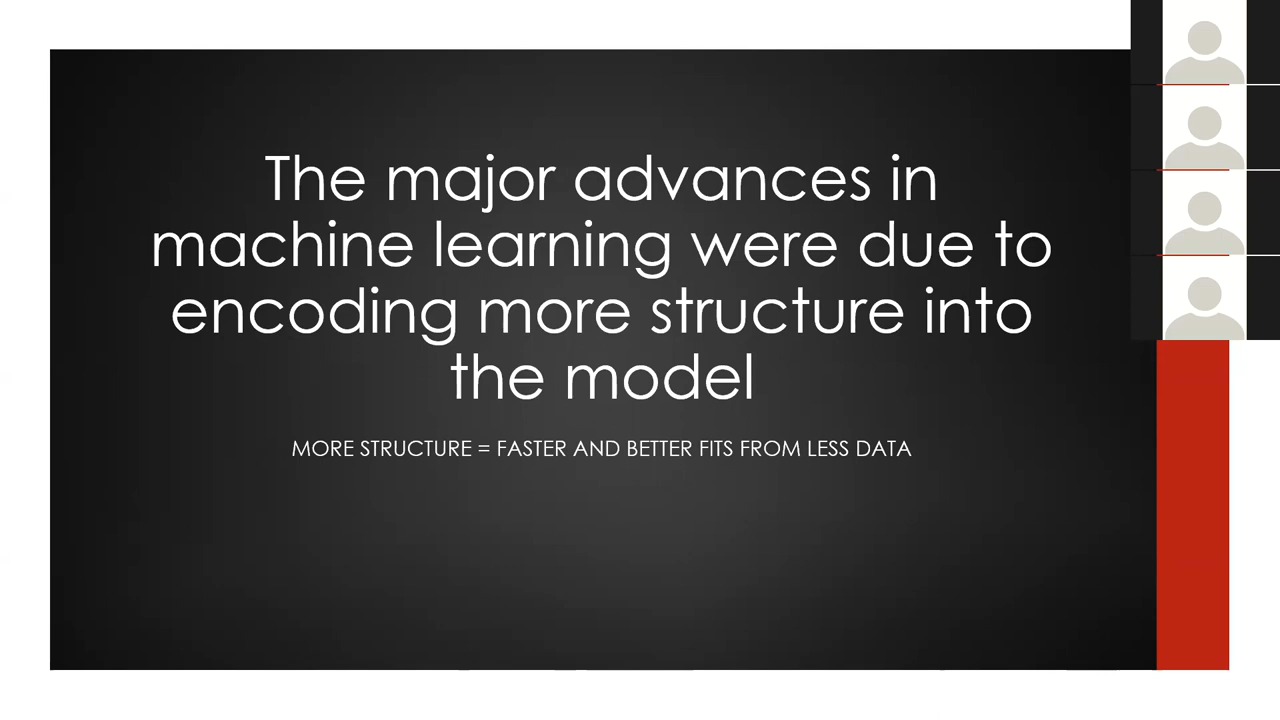 The major advances in
machine learning were due to
encoding more structure into
the model
MORE STRUCTURE = FASTER AND BETTER FITS FROM LESS DATA